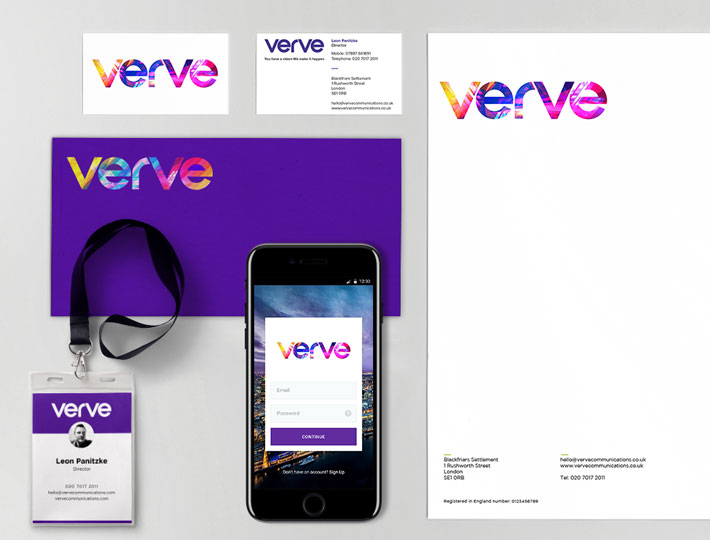 verve
verve
You have a vision We make it happen
Leon Panitzke
Director
Mobile: 07887 641691
Telephone: 020 7017 2011
Blackfriars Settlement
1 Rushworth Street
London
SE1 0RB
hello@vervecommunications.co.uk
www.vervecommunications.co.uk
verve
verve
12:30
verve
Email
Password
?
CONTINUE
Don't have an account? Sign Up
verve
Leon Panitzke
Director
020 7017 2011
hello@vervecommunications.com
vervecommunications.com
Blackfriars Settlement
1 Rushworth Street
London
SE1 0RB
hello@vervecommunications.co.uk
www.vervecommunications.co.uk
Tel: 020 7017 2011
Registered in England number: 0123456789